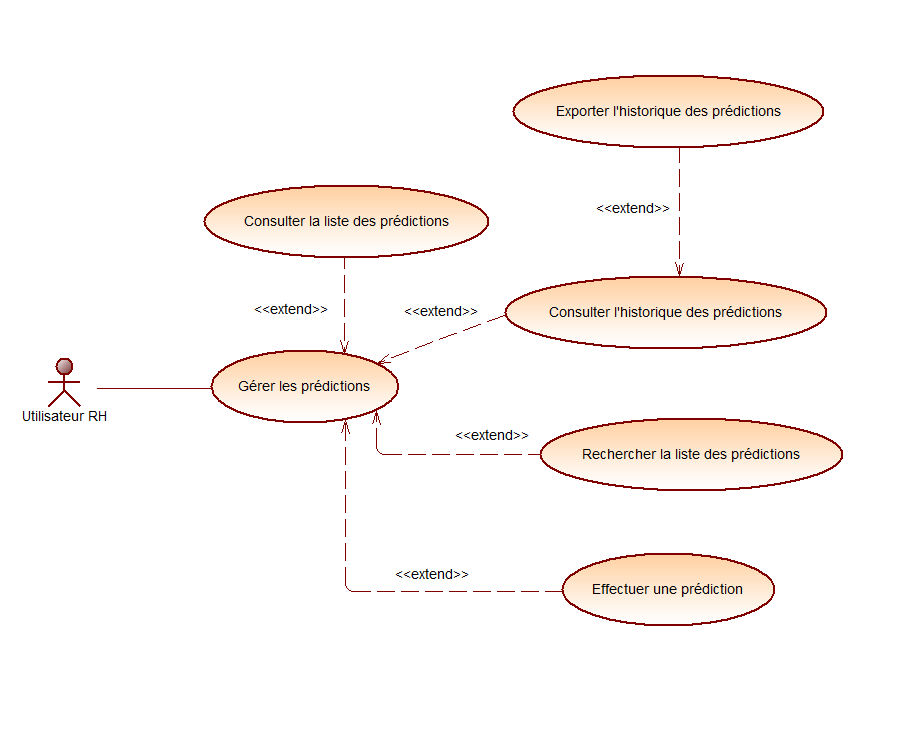 Exporter l'historique des prédictions
<<extend>>
Consulter la liste des prédictions
<<extend>>
<<extend>>
Consulter l'historique des prédictions
Gérer les prédictions
Utilisateur RH
<<extend>>
Rechercher la liste des prédictions
<<extend>>
Effectuer une prédiction